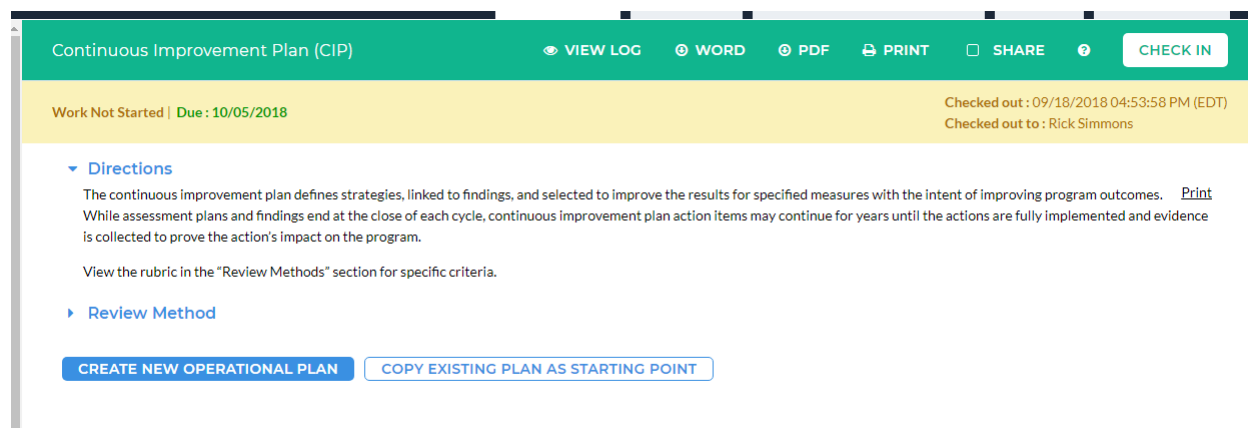 Continuous Improvement Plan (CIP) VIEW LOG WORD PDF PRINT SHARE CHECK IN
Work Not Started | Due : 10/05/2018
Checked out : 09/18/2018 04:53:58 PM (EDT)
Checked out to : Rick Simmons
Directions
The continuous improvement plan defines strategies, linked to findings, and selected to improve the results for specified measures with the intent of improving program outcomes. Print
While assessment plans and findings end at the close of each cycle, continuous improvement plan action items may continue for years until the actions are fully implemented and evidence
is collected to prove the action's impact on the program.
View the rubric in the “Review Methods” section for specific criteria.
Review Method
CREATE NEW OPERATIONAL PLAN COPY EXISTING PLAN AS STARTING POINT